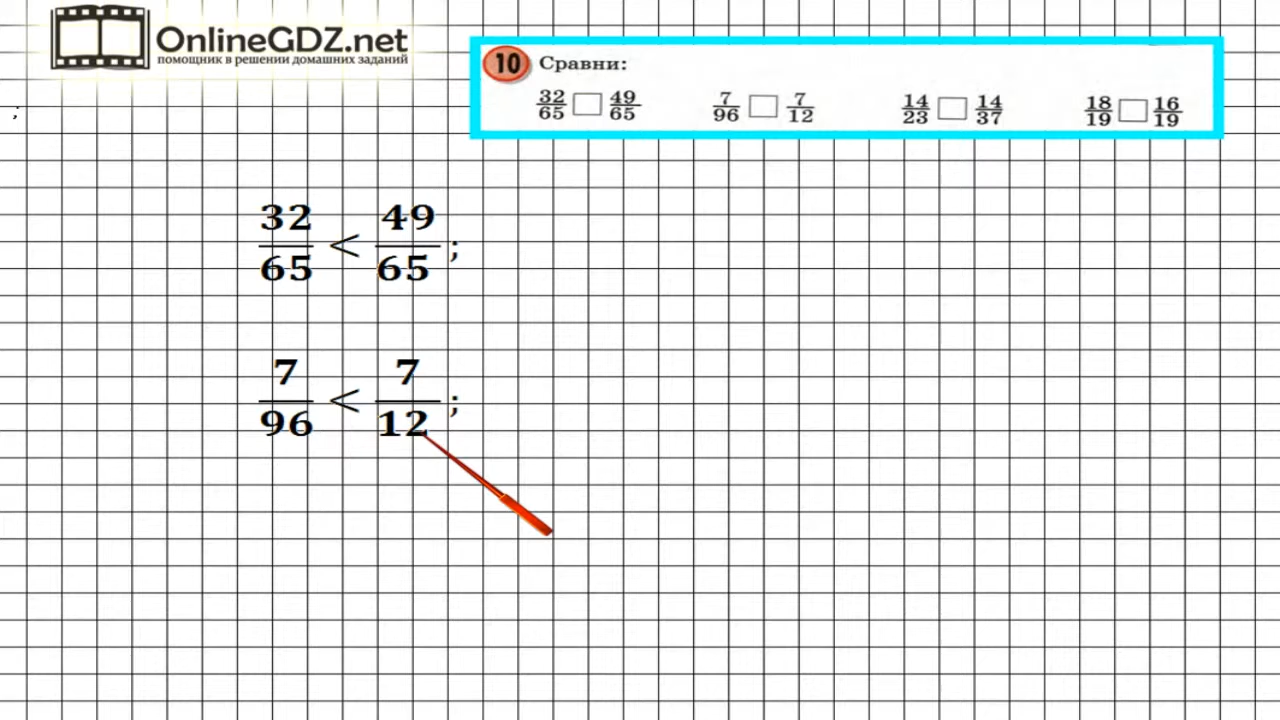 OnlineGDZ.net
помощник в решении домашних заданий
10 Сравни:
32/65 □ 49/65 7/96 □ 7/12 14/23 □ 14/37 18/19 □ 16/19
;
32/65 < 49/65 ;
7/96 < 7/12 ;